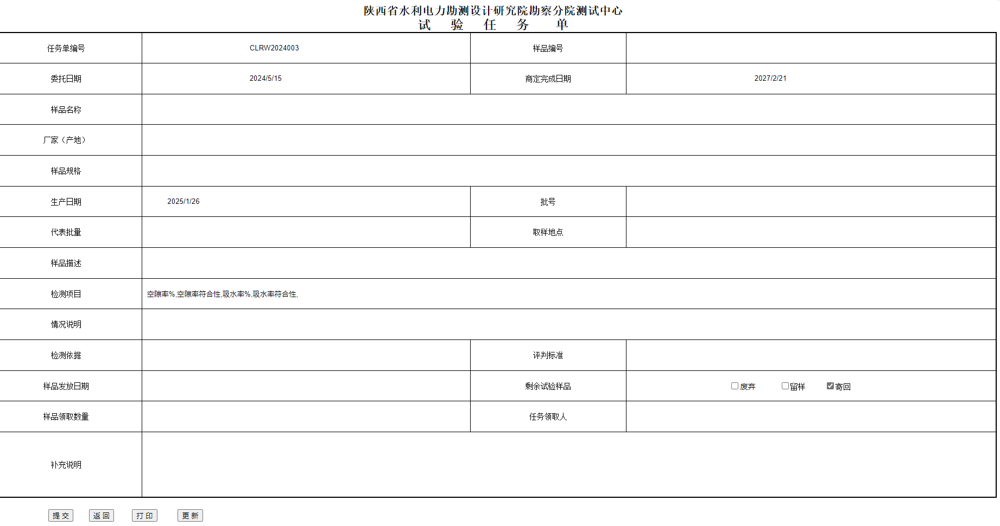 陕西省水利电力勘测设计研究院勘察分院测试中心
试 验 任 务 单
任务单编号 CLRW2024003 样品编号
委托日期 2024/5/15 商定完成日期 2027/2/21
样品名称
厂家（产地）
样品规格
生产日期 2025/1/26 批号
代表批量 取样地点
样品描述
检测项目 空隙率%,空隙率符合性,吸水率%,吸水率符合性,
情况说明
检测依据 评判标准
样品发放日期 剩余试验样品 废弃 留样 寄回
样品领取数量 任务领取人
补充说明
提 交 返 回 打 印 更 新